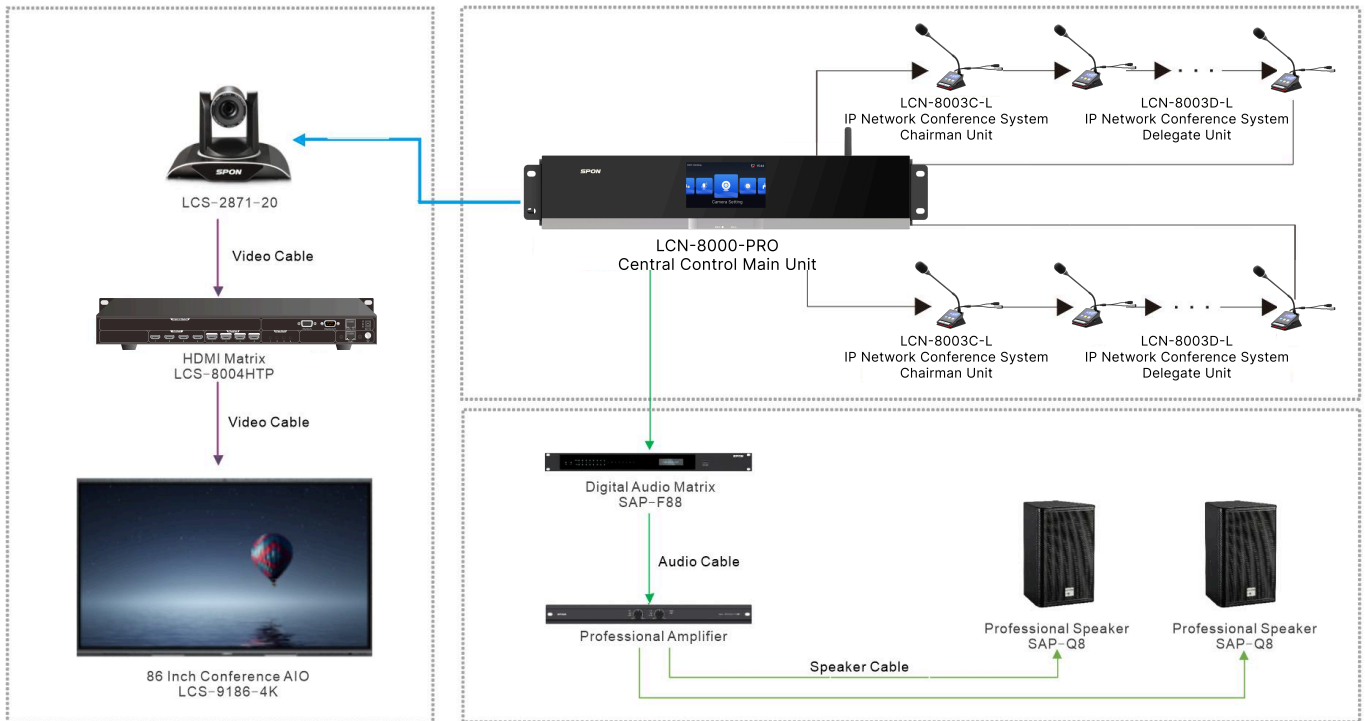 SPON
LCS-2871-20
Video Cable
HDMI Matrix
LCS-8004HTP
Video Cable
86 Inch Conference AIO
LCS-9186-4K
SPON
Camera Setting
LCN-8000-PRO
Central Control Main Unit
LCN-8003C-L
IP Network Conference System
Chairman Unit
LCN-8003D-L
IP Network Conference System
Delegate Unit
LCN-8003C-L
IP Network Conference System
Chairman Unit
LCN-8003D-L
IP Network Conference System
Delegate Unit
SPON
Digital Audio Matrix
SAP-F88
Audio Cable
SPON
Professional Amplifier
Speaker Cable
Professional Speaker
SAP-Q8
Professional Speaker
SAP-Q8